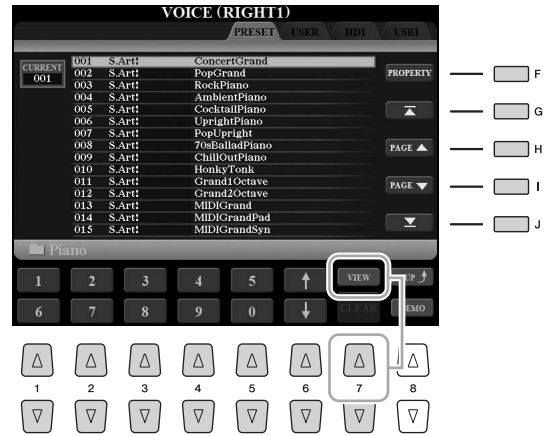 VOICE (RIGHT1)
PRESET USER HD1 USB1
CURRENT
001
001 S.Art! ConcertGrand
002 S.Art! PopGrand
003 S.Art! RockPiano
004 S.Art! AmbientPiano
005 S.Art! CocktailPiano
006 S.Art! UprightPiano
007 S.Art! PopUpright
008 S.Art! 70sBalladPiano
009 S.Art! ChillOutPiano
010 S.Art! HonkyTonk
011 S.Art! Grand1Octave
012 S.Art! Grand2Octave
013 S.Art! MIDIGrand
014 S.Art! MIDIGrandPad
015 S.Art! MIDIGrandSyn
PROPERTY F
G
PAGE H
PAGE I
J
Piano
1 2 3 4 5 VIEW UP
6 7 8 9 0 CLEAR DEMO
1 2 3 4 5 6 7 8